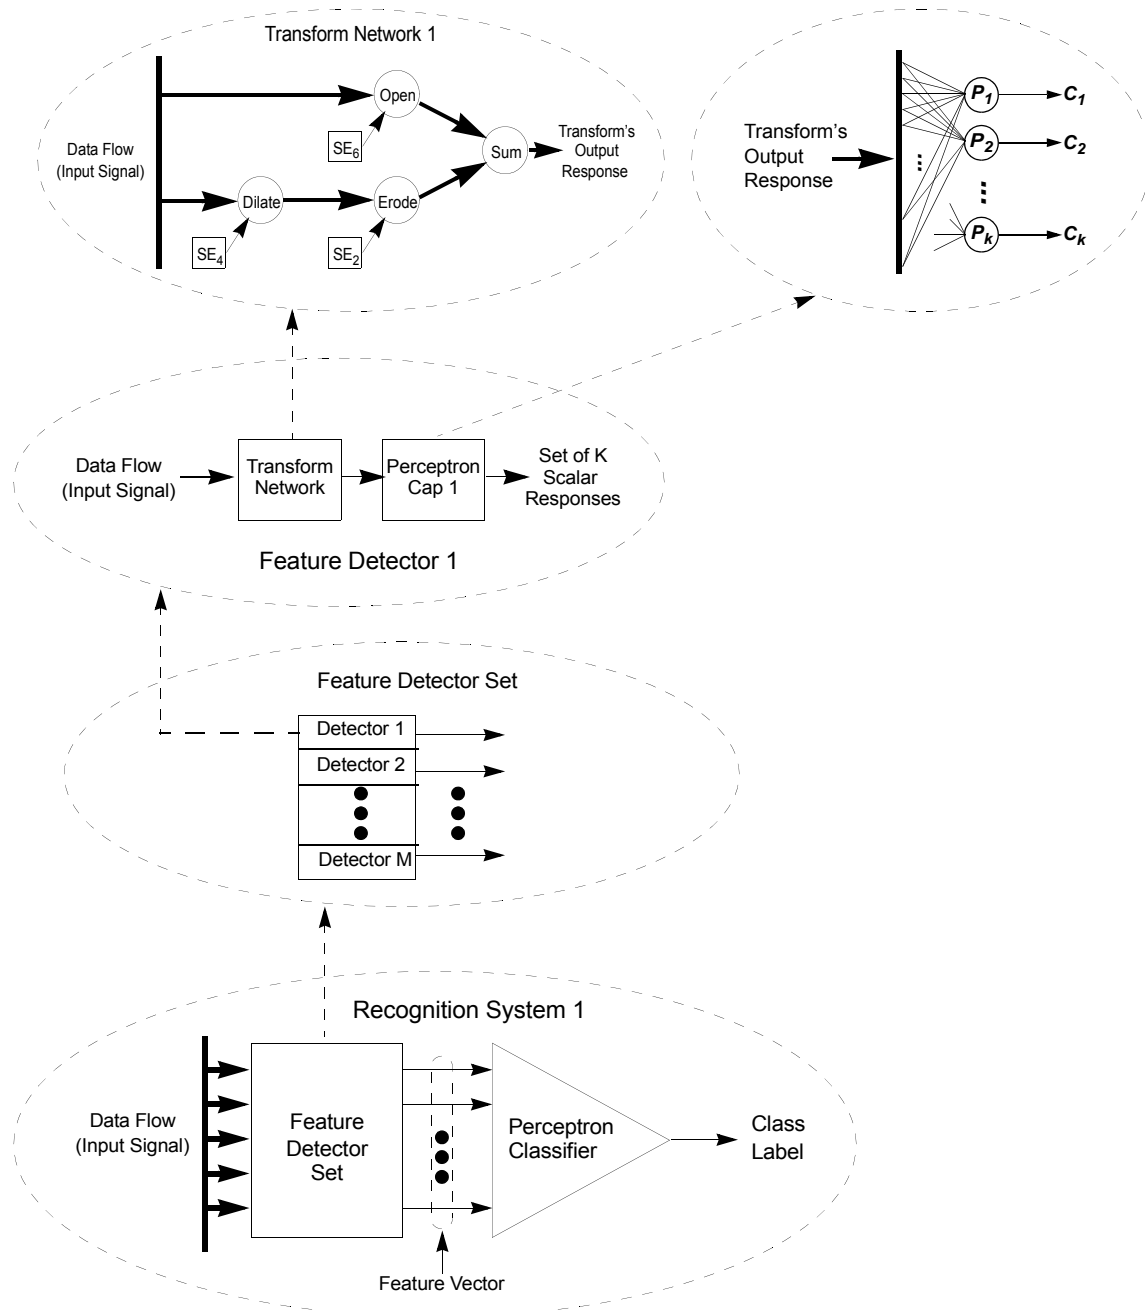 Transform Network 1
Open
SE6
Data Flow
(Input Signal)
Sum
Transform's
Output
Response
Dilate
Erode
SE4
SE2
Transform's
Output
Response
P1
C1
P2
C2
...
...
Pk
Ck
Data Flow
(Input Signal)
Transform
Network
Perceptron
Cap 1
Set of K
Scalar
Responses
Feature Detector 1
Feature Detector Set
Detector 1
Detector 2
Detector M
Recognition System 1
Data Flow
(Input Signal)
Feature
Detector
Set
Perceptron
Classifier
Class
Label
Feature Vector